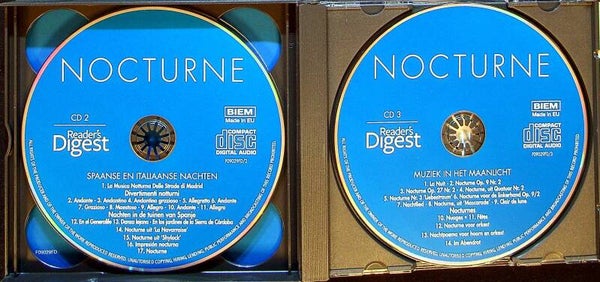 NOCTURNE
CD 2
Reader's
Digest
BIEM
Made in EU
COMPACT
disc
DIGITAL AUDIO
F09029FD/2
SPAANSE EN ITALIAANSE NACHTEN
1. La Musica Notturna Delle Strade di Madrid
Divertimenti notturni
2. Andante - 3. Andantino - 4. Andantino grazioso - 5. Allegretto - 6. Andante
7. Grazioso - 8. Maestoso - 9. Allegro - 10. Andante - 11. Allegro
Nachten in de tuinen van Spanje
12. En el Generalife - 13. Danza lejana - En los jardines de la Sierra de Córdoba
14. Nocturne uit 'La Navarraise'
15. Nocturne uit 'Shylock'
16. Impresión nocturna
17. Nocturne
F09029FD
NOCTURNE
CD 3
Reader's
Digest
BIEM
Made in EU
COMPACT
disc
DIGITAL AUDIO
F09029FD/3
MUZIEK IN HET MAANLICHT
1. La Nuit - 2. Nocturne Op. 9 Nr. 2
3. Nocturne Op. 27 Nr. 2 - 4. Nocturne, uit Quatuor Nr. 2
5. Nocturne Nr. 3 'Liebestraum' - 6. Nocturne voor de linkerhand Op. 9/2
7. Nachtlied - 8. Nocturne, uit 'Mascarade' - 9. Clair de lune
Nocturnes
10. Nuages - 11. Fêtes
12. Nocturne voor orkest
13. Nachtpoema voor hoorn en orkest
14. Im Abendrot